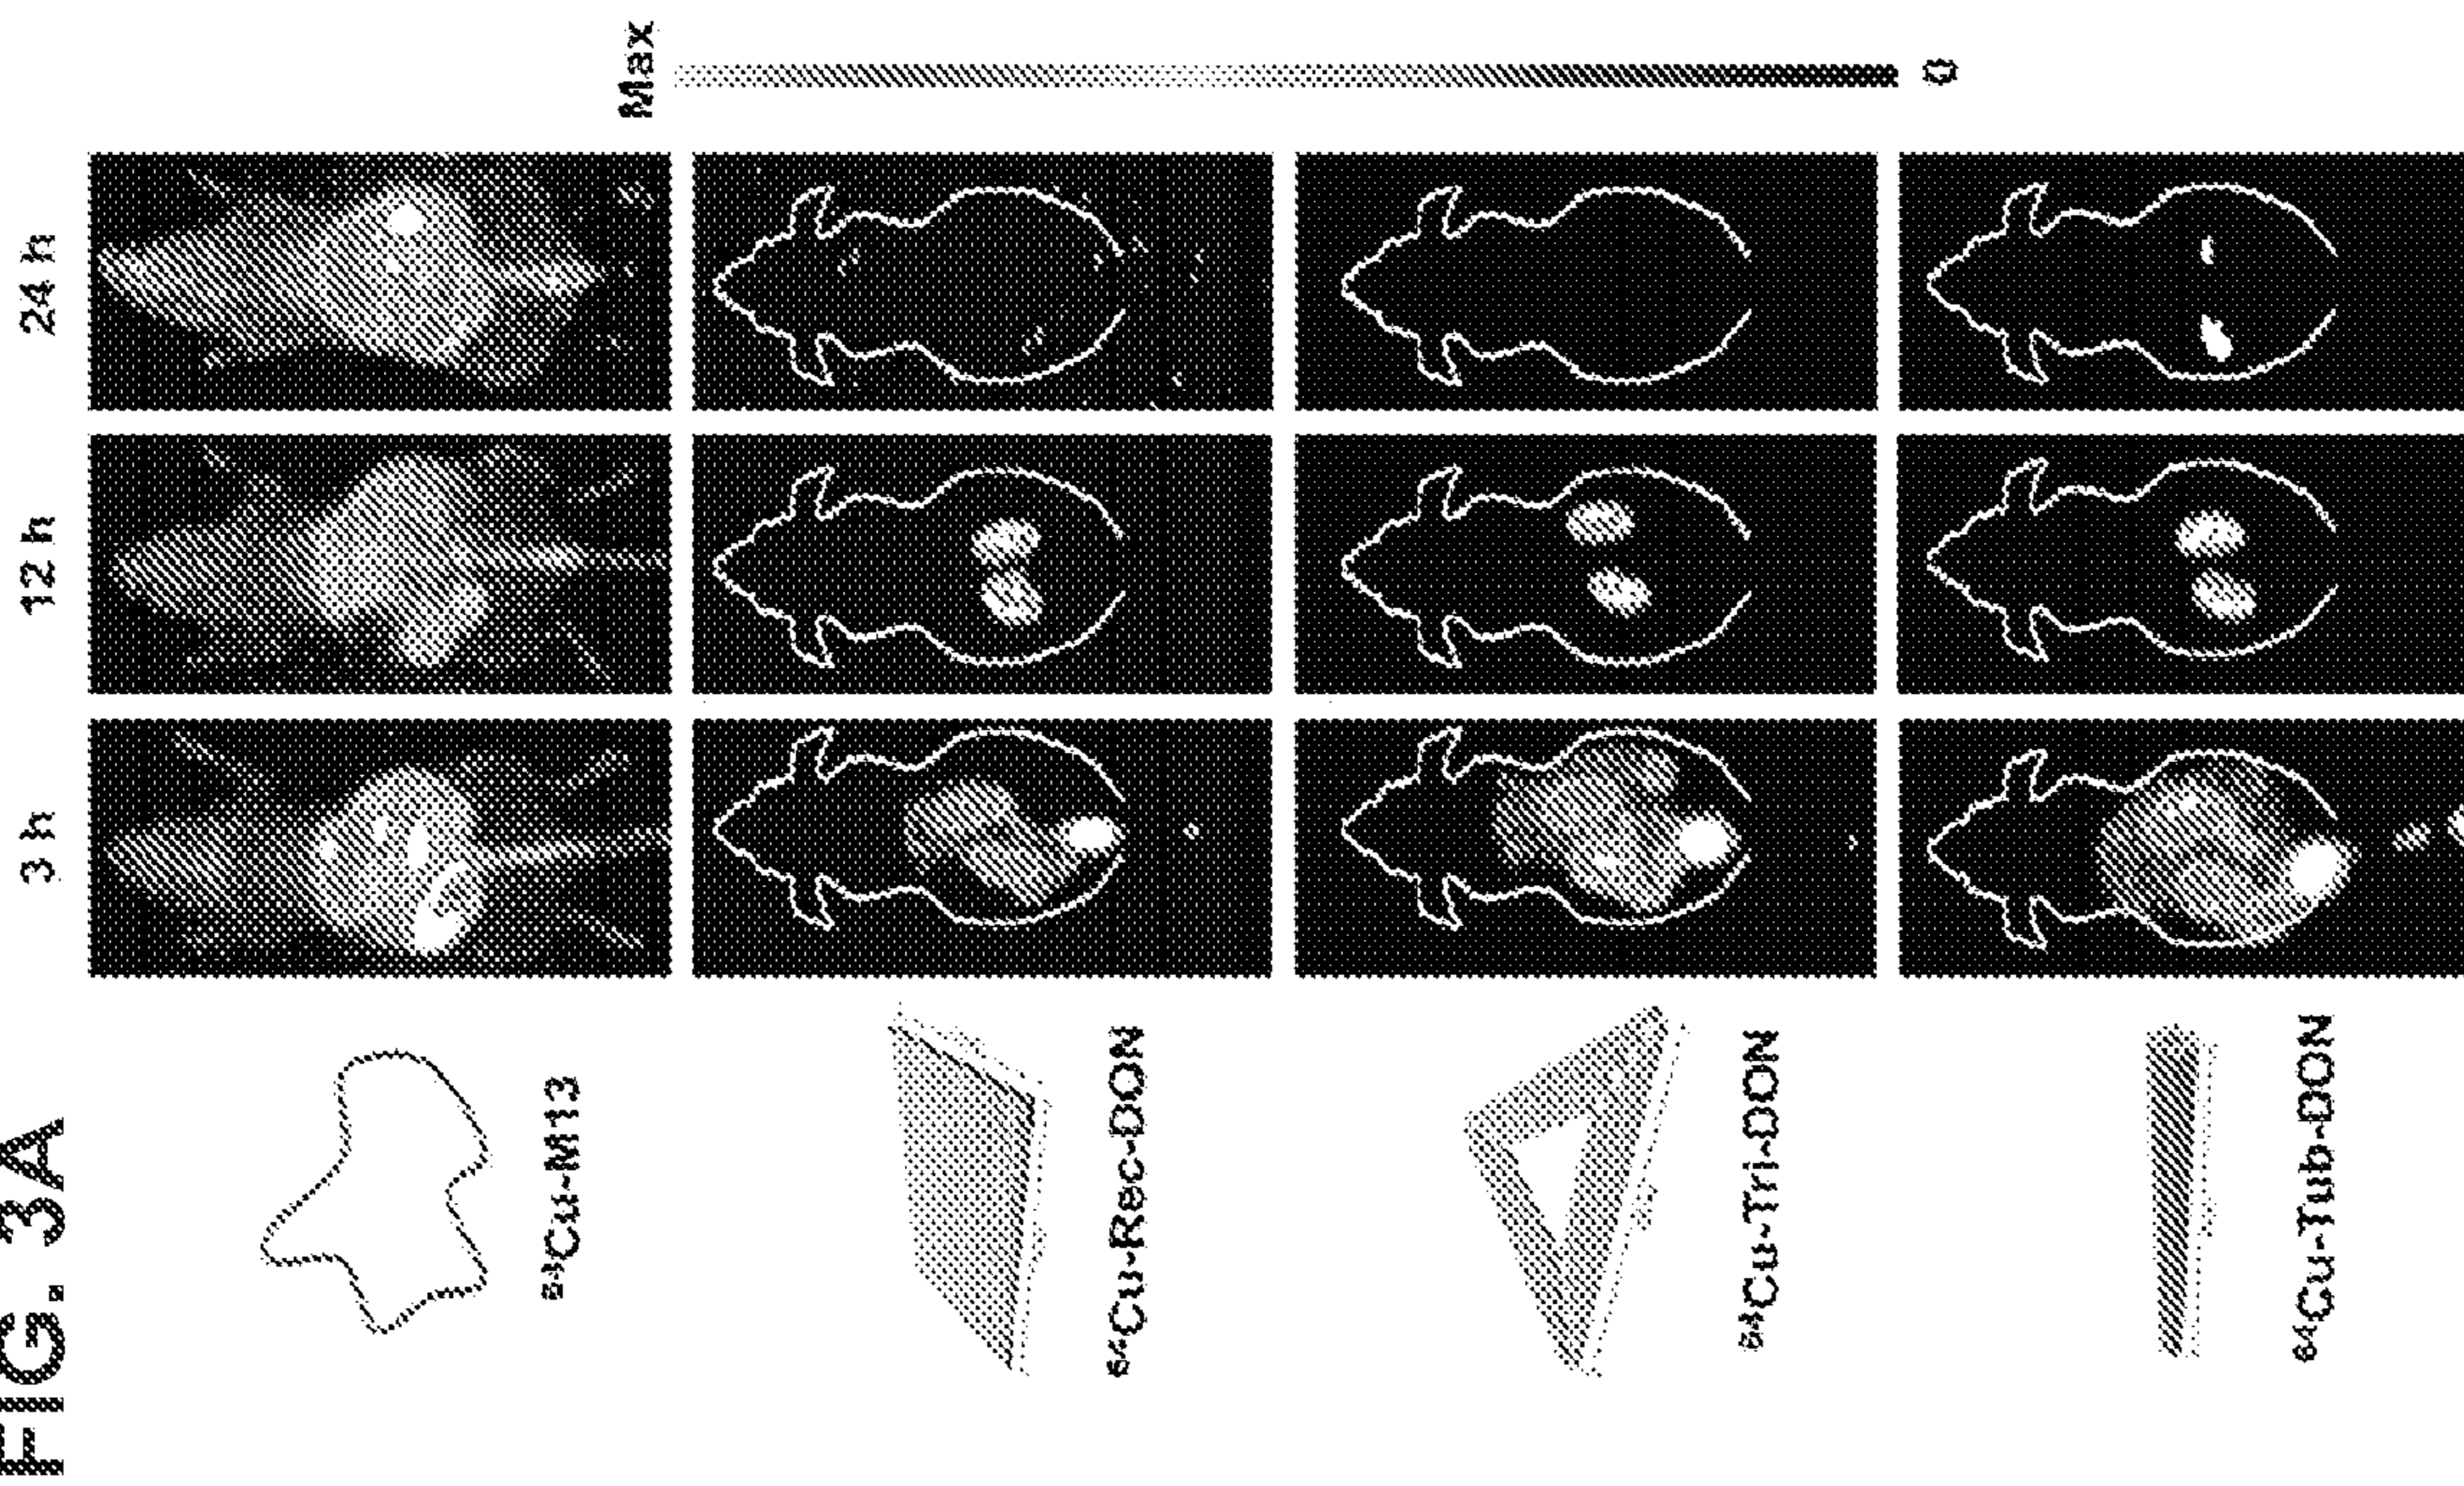 FIG. 3A
3 h
12 h
24 h
⁶⁴Cu-M13
⁶⁴Cu-Rec-DON
⁶⁴Cu-Tri-DON
⁶⁴Cu-Tub-DON
Max
0